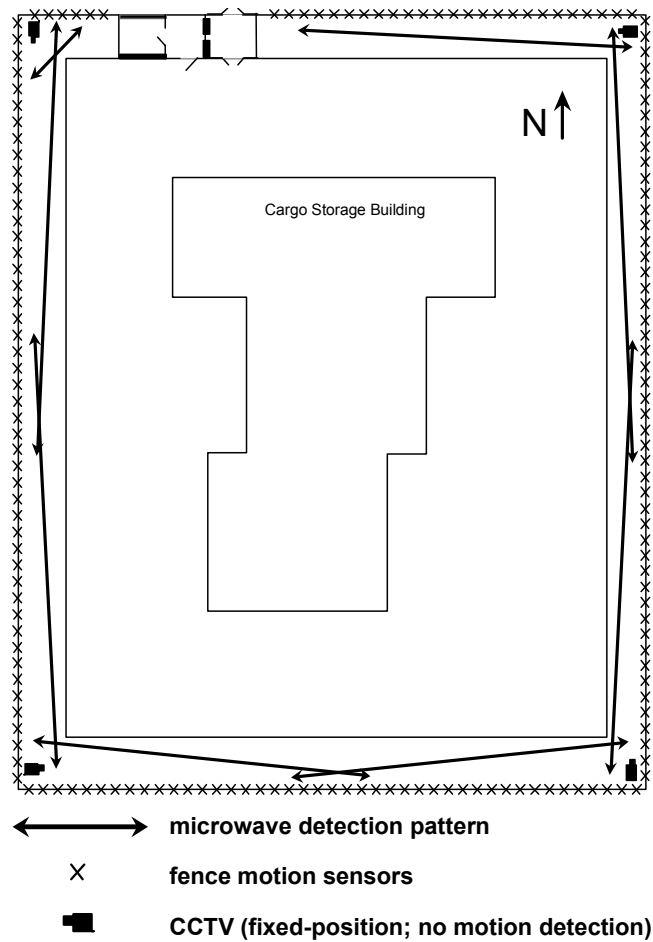 N
Cargo Storage Building
microwave detection pattern
fence motion sensors
CCTV (fixed-position; no motion detection)